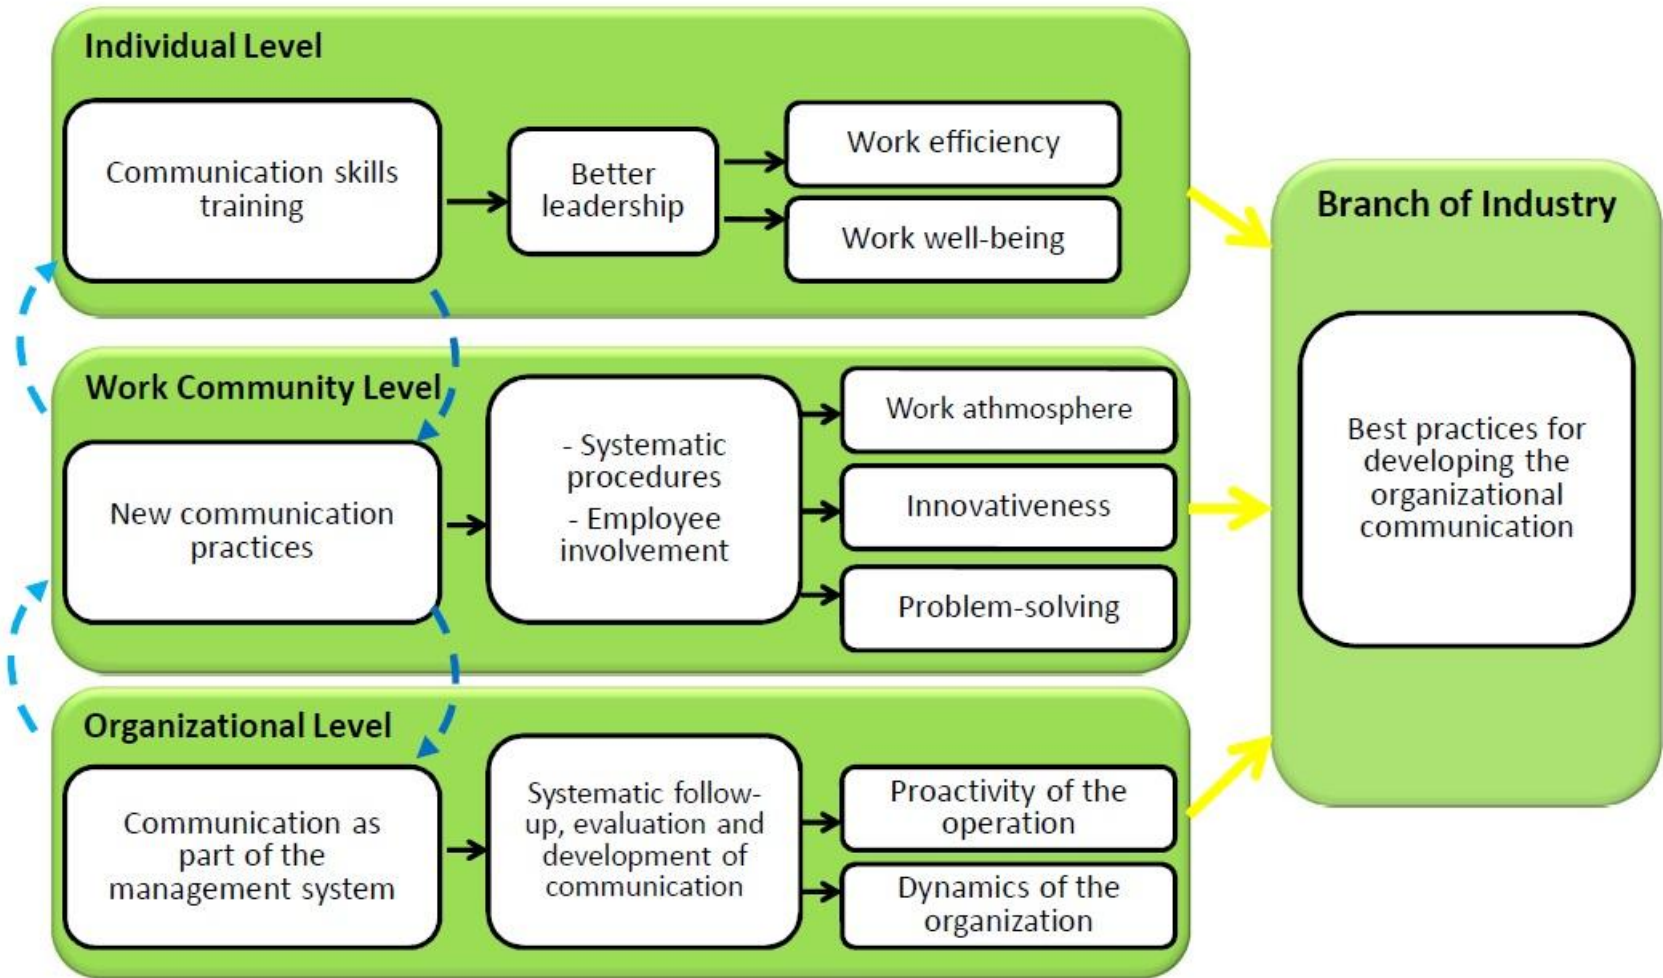 Individual Level
Communication skills
training
Better
leadership
Work efficiency
Work well-being
Work Community Level
New communication
practices
- Systematic
procedures
- Employee
involvement
Work athmosphere
Innovativeness
Problem-solving
Organizational Level
Communication as
part of the
management system
Systematic follow-
up, evaluation and
development of
communication
Proactivity of the
operation
Dynamics of the
organization
Branch of Industry
Best practices for
developing the
organizational
communication